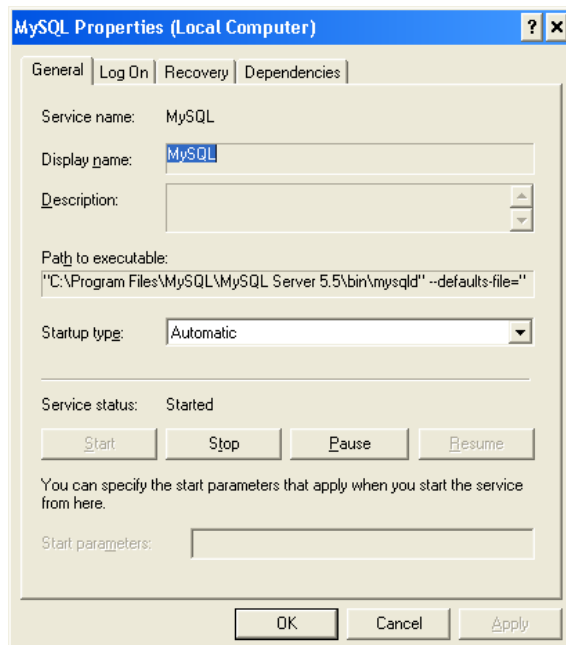 MySQL Properties (Local Computer)
General Log On Recovery Dependencies
Service name: MySQL
Display name: MySQL
Description:
Path to executable:
"C:\Program Files\MySQL\MySQL Server 5.5\bin\mysqld" --defaults-file="
Startup type: Automatic
Service status: Started
Start Stop Pause Resume
You can specify the start parameters that apply when you start the service
from here.
Start parameters:
OK Cancel Apply